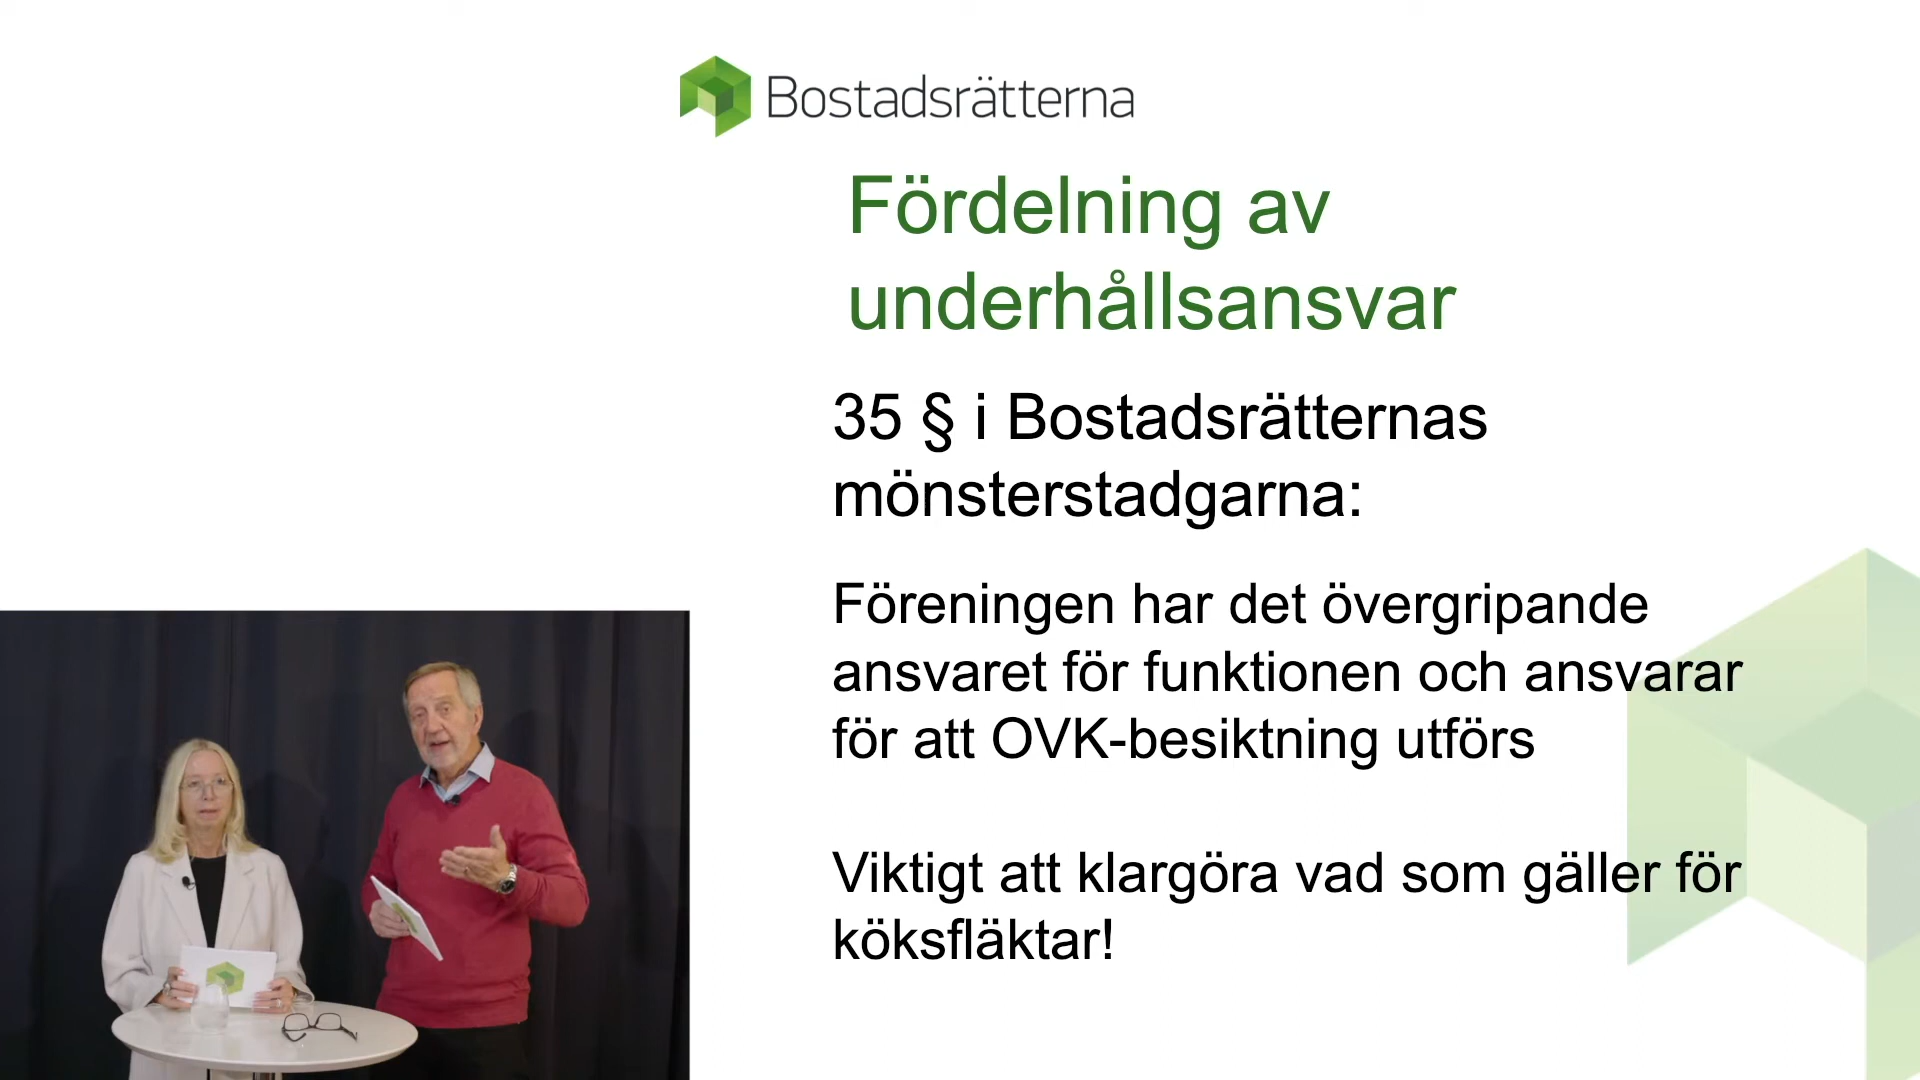 Bostadsrätterna
Fördelning av
underhållsansvar
35 § i Bostadsrätternas
mönsterstadgarna:
Föreningen har det övergripande
ansvaret för funktionen och ansvarar
för att OVK-besiktning utförs
Viktigt att klargöra vad som gäller för
köksfläktar!